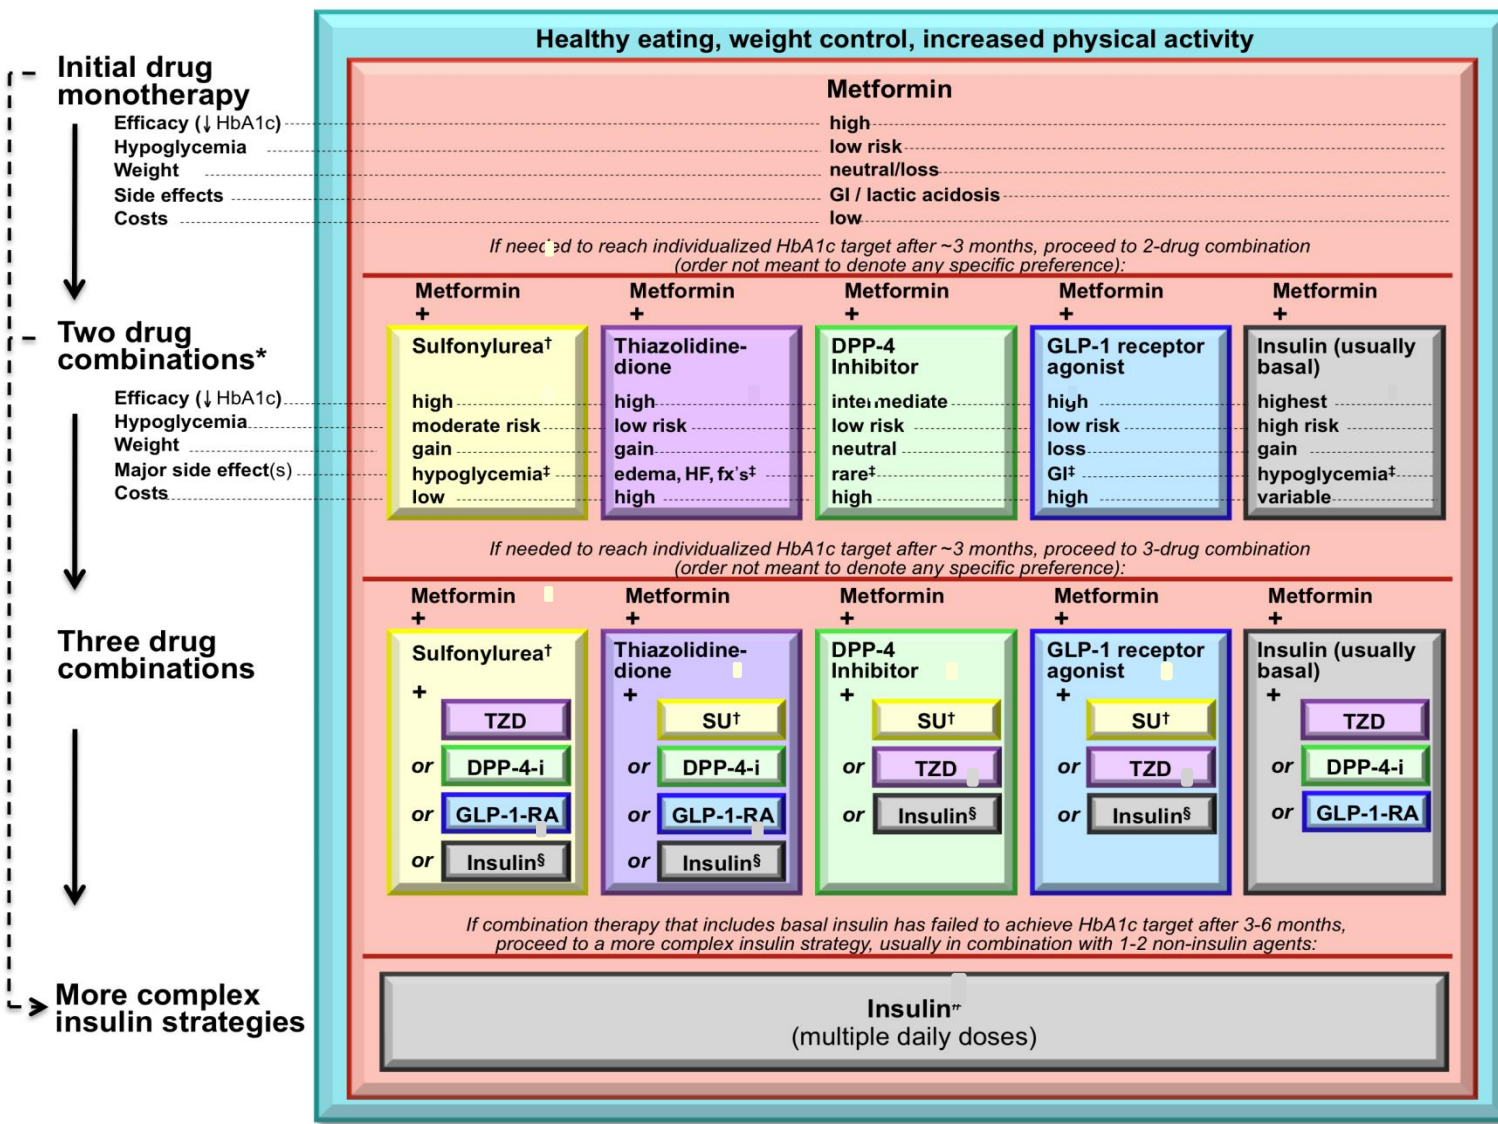 Healthy eating, weight control, increased physical activity
Initial drug
monotherapy
Metformin
Efficacy (↓ HbA1c) high
Hypoglycemia low risk
Weight neutral/loss
Side effects GI / lactic acidosis
Costs low
If needed to reach individualized HbA1c target after ~3 months, proceed to 2-drug combination
(order not meant to denote any specific preference):
Two drug
combinations*
Metformin Metformin Metformin Metformin Metformin
+ + + + +
Sulfonylurea† Thiazolidine- DPP-4 GLP-1 receptor Insulin (usually
dione Inhibitor agonist basal)
Efficacy (↓ HbA1c) high high intermediate high highest
Hypoglycemia moderate risk low risk low risk low risk high risk
Weight gain gain neutral loss gain
Major side effect(s) hypoglycemia‡ edema, HF, fx's‡ rare‡ GI‡ hypoglycemia‡
Costs low high high high variable
If needed to reach individualized HbA1c target after ~3 months, proceed to 3-drug combination
(order not meant to denote any specific preference):
Three drug
combinations
Metformin Metformin Metformin Metformin Metformin
+ + + + +
Sulfonylurea† Thiazolidine- DPP-4 GLP-1 receptor Insulin (usually
dione Inhibitor agonist basal)
+ + + + +
TZD SU† SU† SU† TZD
or DPP-4-i or DPP-4-i or TZD or TZD or DPP-4-i
or GLP-1-RA or GLP-1-RA or Insulin§ or Insulin§ or GLP-1-RA
or Insulin§ or Insulin§
If combination therapy that includes basal insulin has failed to achieve HbA1c target after 3-6 months,
proceed to a more complex insulin strategy, usually in combination with 1-2 non-insulin agents:
More complex
insulin strategies
Insulin
(multiple daily doses)